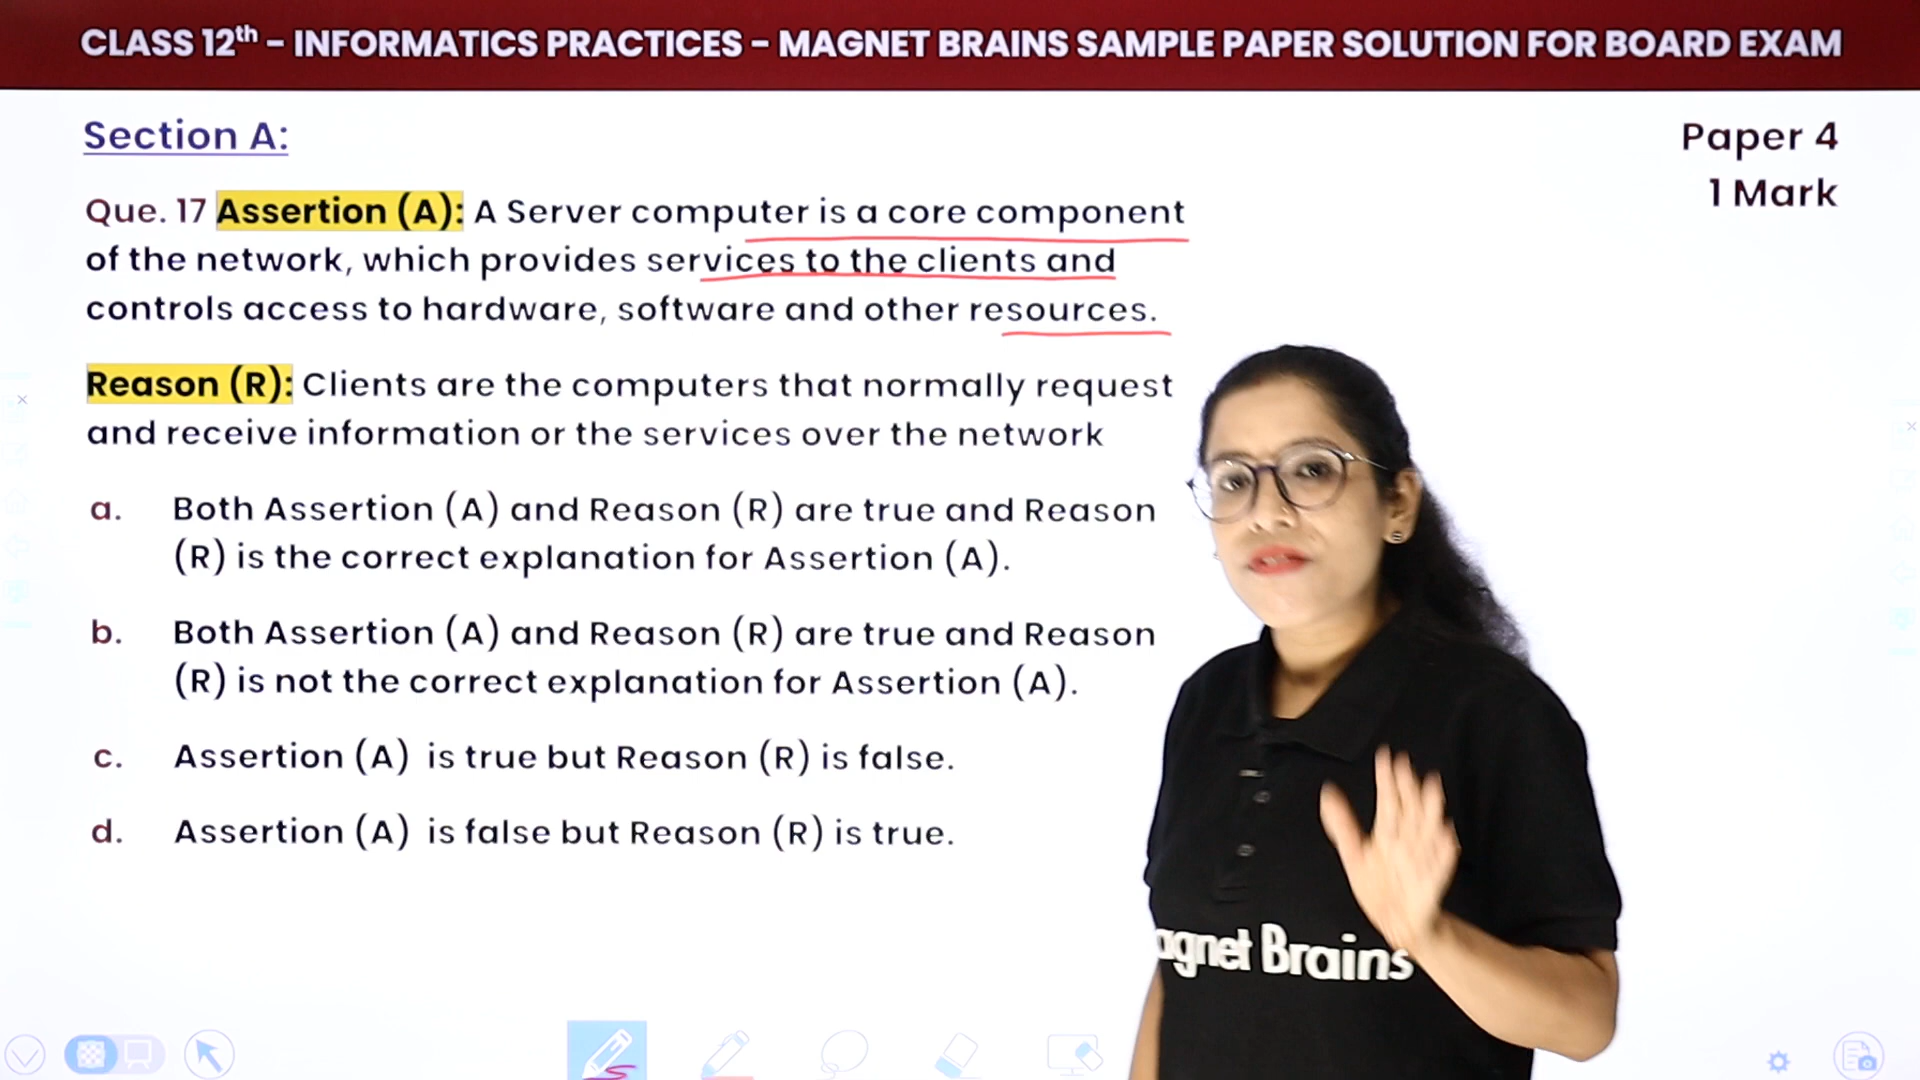 CLASS 12th - INFORMATICS PRACTICES - MAGNET BRAINS SAMPLE PAPER SOLUTION FOR BOARD EXAM
Section A:
Paper 4
1 Mark
Que. 17 Assertion (A): A Server computer is a core component
of the network, which provides services to the clients and
controls access to hardware, software and other resources.
Reason (R): Clients are the computers that normally request
and receive information or the services over the network
a. Both Assertion (A) and Reason (R) are true and Reason
(R) is the correct explanation for Assertion (A).
b. Both Assertion (A) and Reason (R) are true and Reason
(R) is not the correct explanation for Assertion (A).
c. Assertion (A) is true but Reason (R) is false.
d. Assertion (A) is false but Reason (R) is true.
agnet Brains